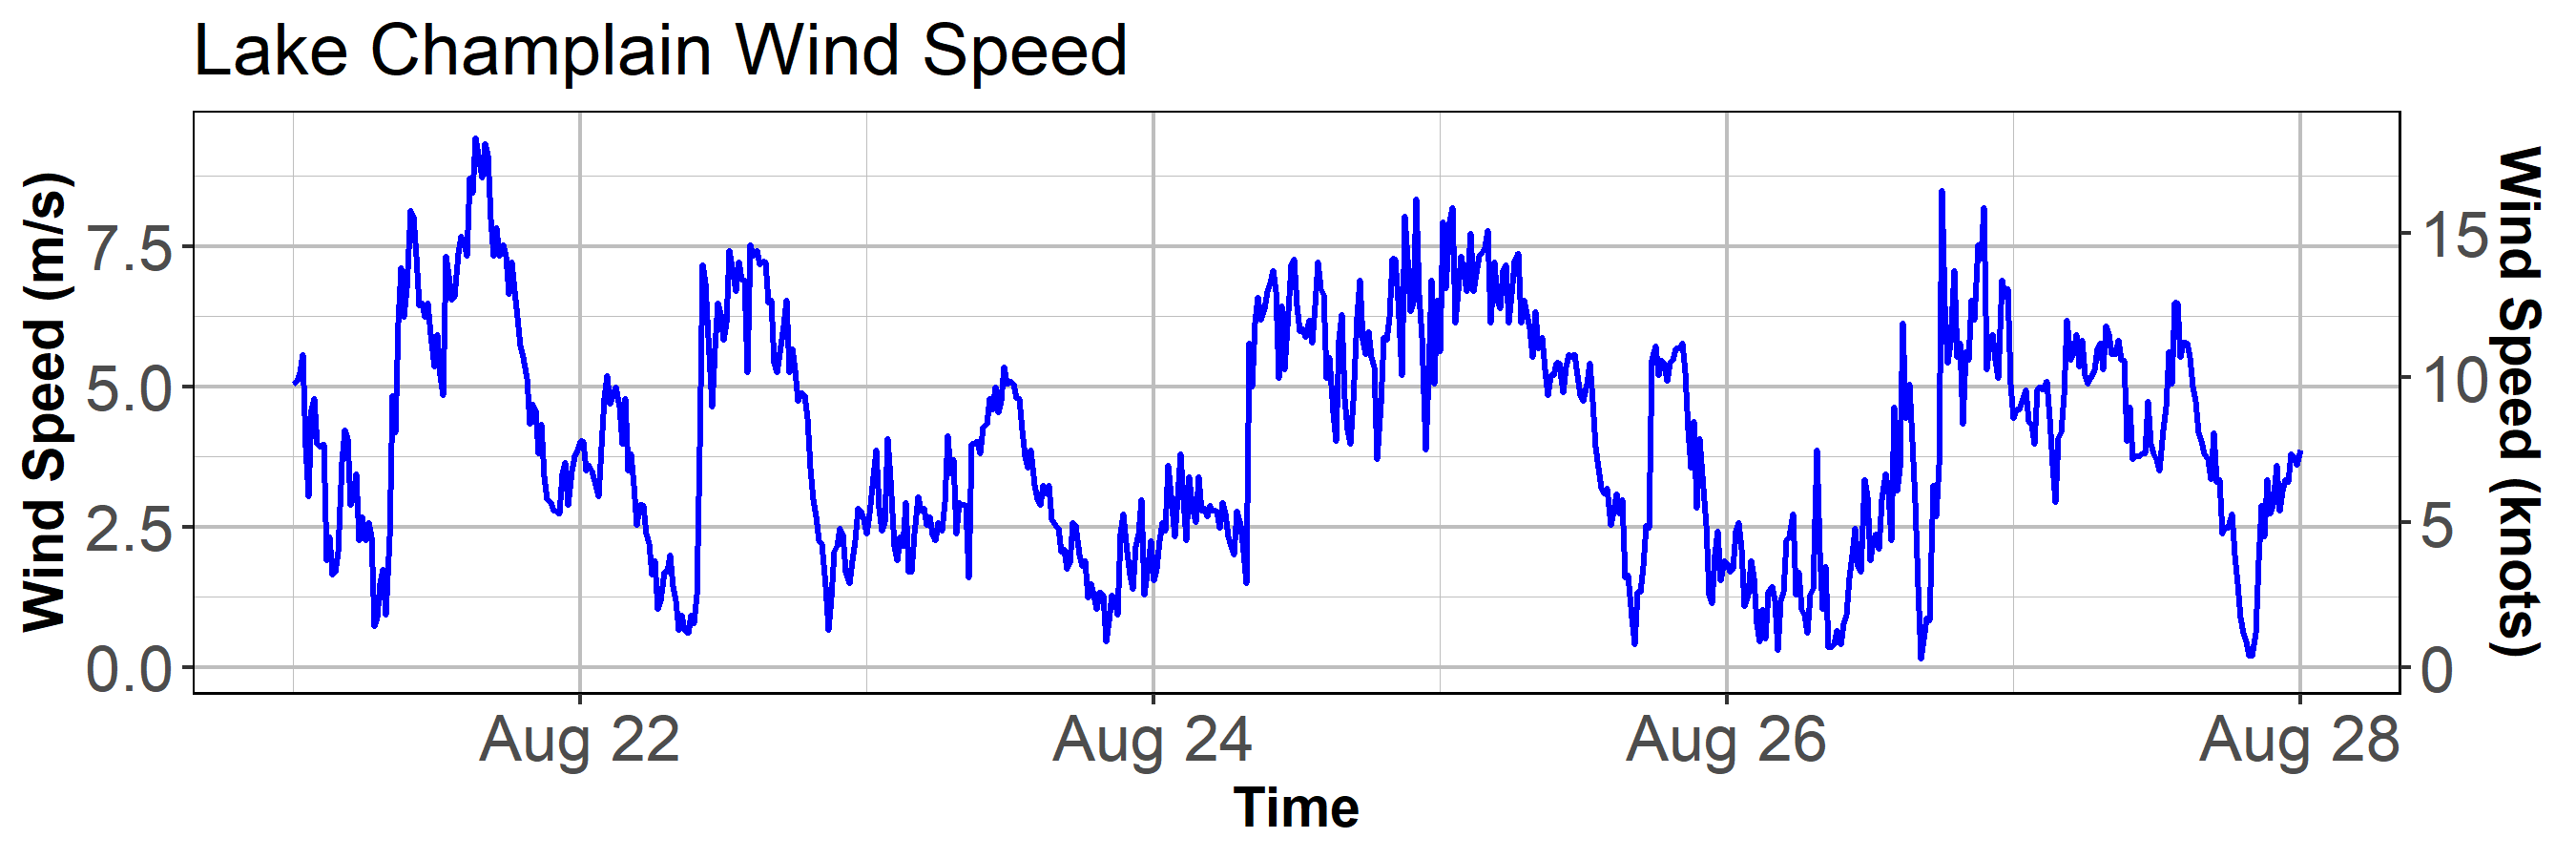 Lake Champlain Wind Speed
Wind Speed (m/s)
7.5
5.0
2.5
0.0
15
10
5
0
Wind Speed (knots)
Aug 22
Aug 24
Aug 26
Aug 28
Time